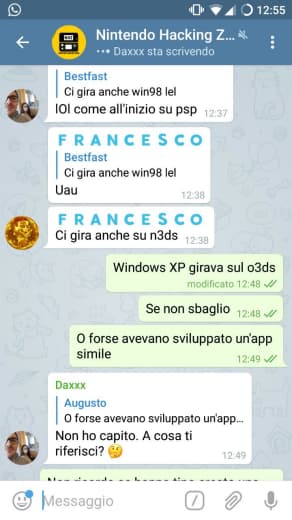 12:55
Nintendo Hacking Z...
Daxxx sta scrivendo
Bestfast
Ci gira anche win98 lel
lOl come all'inizio su psp 12:37
FRANCESCO
Bestfast
Ci gira anche win98 lel
Uau
12:38
FRANCESCO
Ci gira anche su n3ds 12:38
Windows XP girava sul o3ds
modificato 12:48
Se non sbaglio 12:48
O forse avevano sviluppato un'app
simile 12:49
Daxxx
Augusto
O forse avevano sviluppato un'app...
Non ho capito. A cosa ti
riferisci? 🤔 12:49
Messaggio